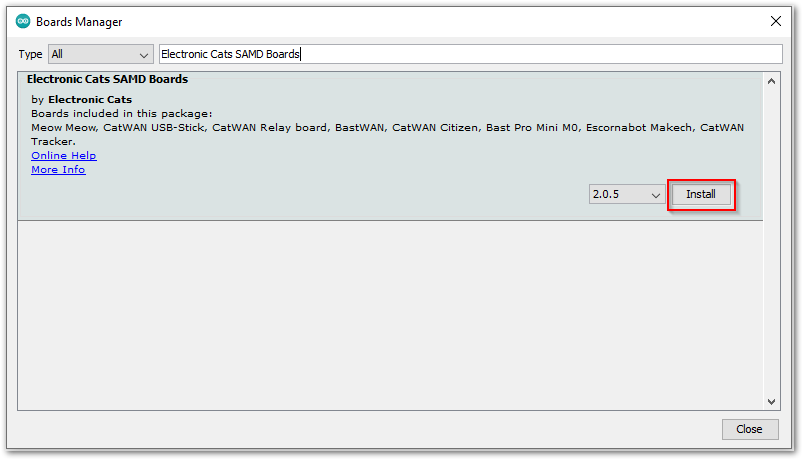 Boards Manager
Type All Electronic Cats SAMD Boards
Electronic Cats SAMD Boards
by Electronic Cats
Boards included in this package:
Meow Meow, CatWAN USB-Stick, CatWAN Relay board, BastWAN, CatWAN Citizen, Bast Pro Mini M0, Escornabot Makech, CatWAN
Tracker.
Online Help
More Info
2.0.5 Install
Close